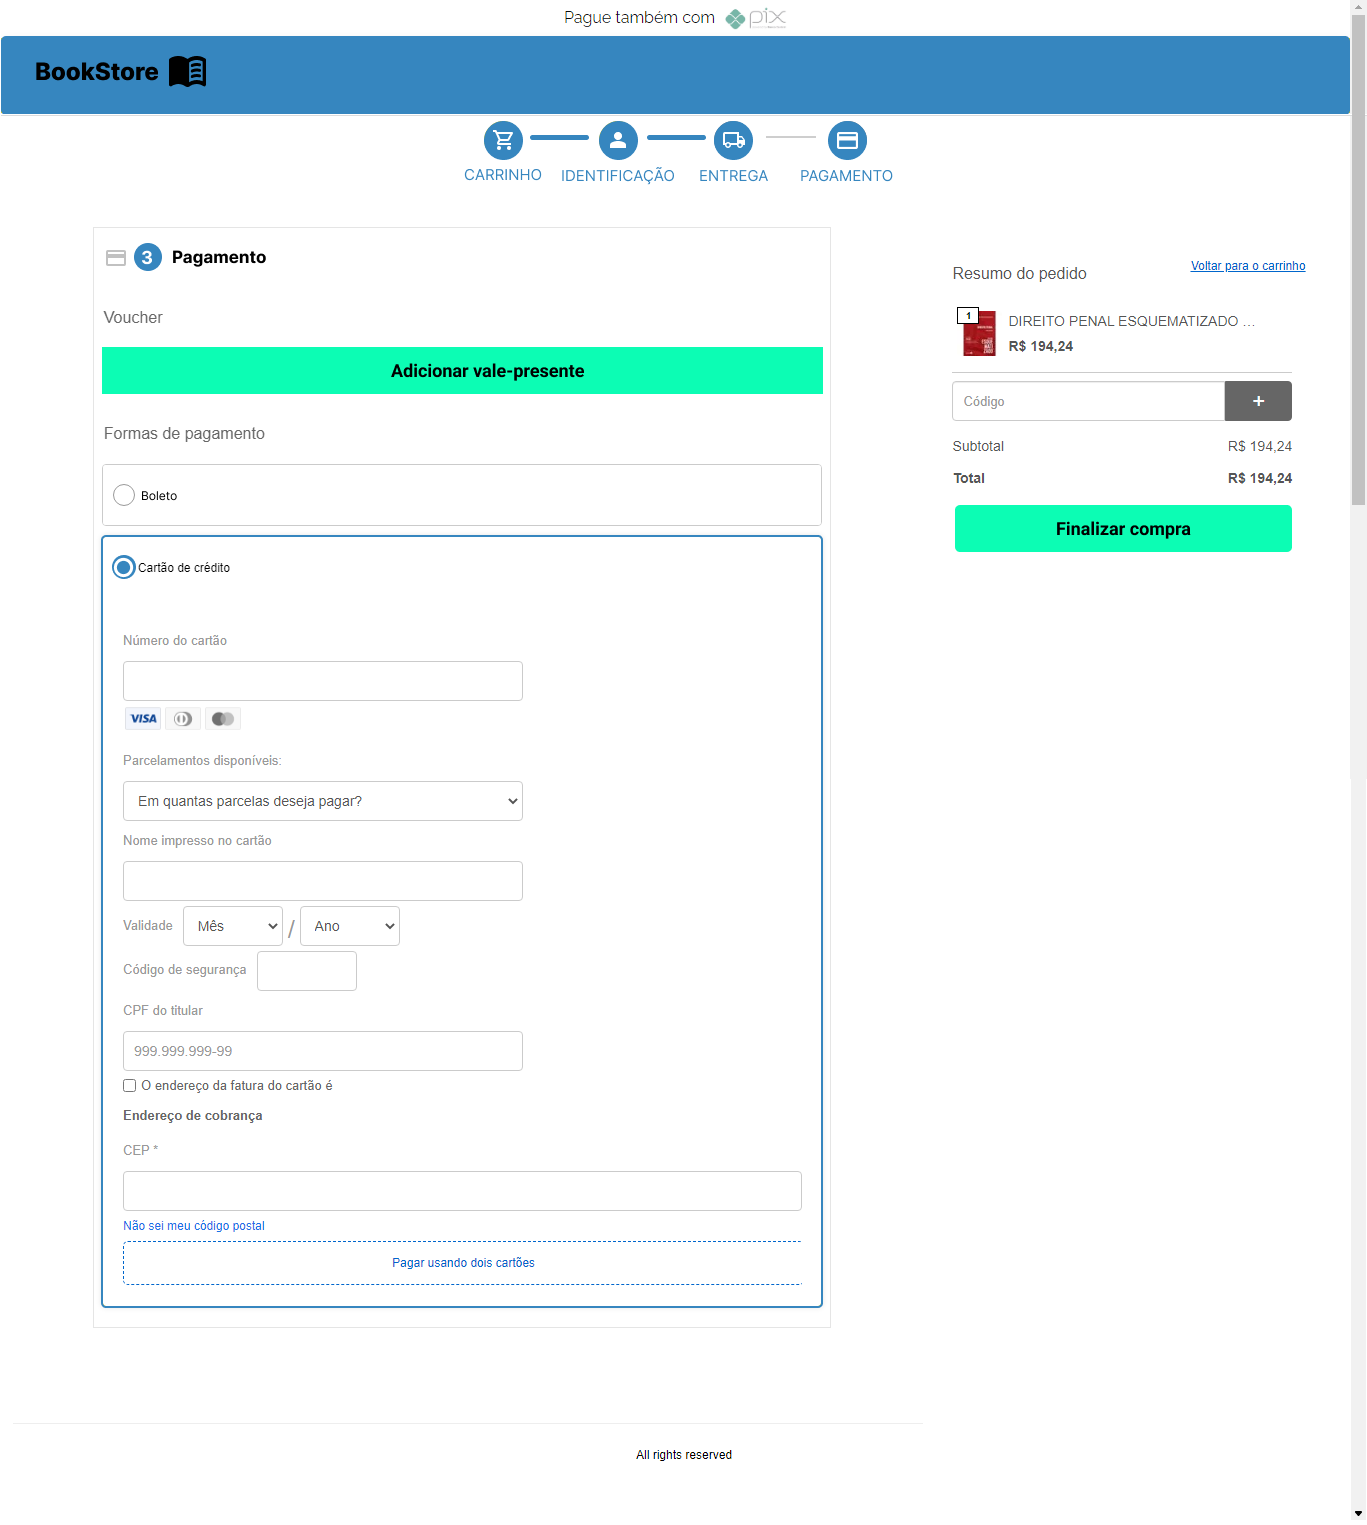 Pague também com pix
BookStore
CARRINHO IDENTIFICAÇÃO ENTREGA PAGAMENTO
3 Pagamento
Voucher
Adicionar vale-presente
Formas de pagamento
Boleto
Cartão de crédito
Número do cartão
VISA
Parcelamentos disponíveis:
Em quantas parcelas deseja pagar?
Nome impresso no cartão
Validade Mês / Ano
Código de segurança
CPF do titular
999.999.999-99
O endereço da fatura do cartão é
Endereço de cobrança
CEP *
Não sei meu código postal
Pagar usando dois cartões
Resumo do pedido
Voltar para o carrinho
1
DIREITO PENAL ESQUEMATIZADO ...
R$ 194,24
Código +
Subtotal R$ 194,24
Total R$ 194,24
Finalizar compra
All rights reserved